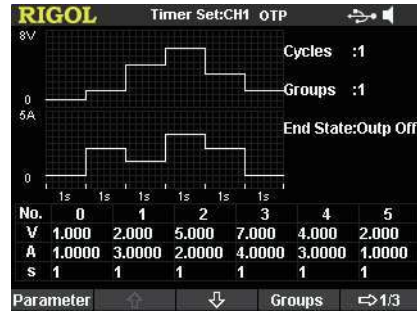 RIGOL Timer Set:CH1 OTP
8V
Cycles :1
Groups :1
0
5A
End State:Outp Off
0
1s 1s 1s 1s 1s 1s
No. 0 1 2 3 4 5
V 1.000 2.000 5.000 7.000 4.000 2.000
A 1.0000 3.0000 2.0000 4.0000 3.0000 1.0000
s 1 1 1 1 1 1
Parameter Groups 1/3